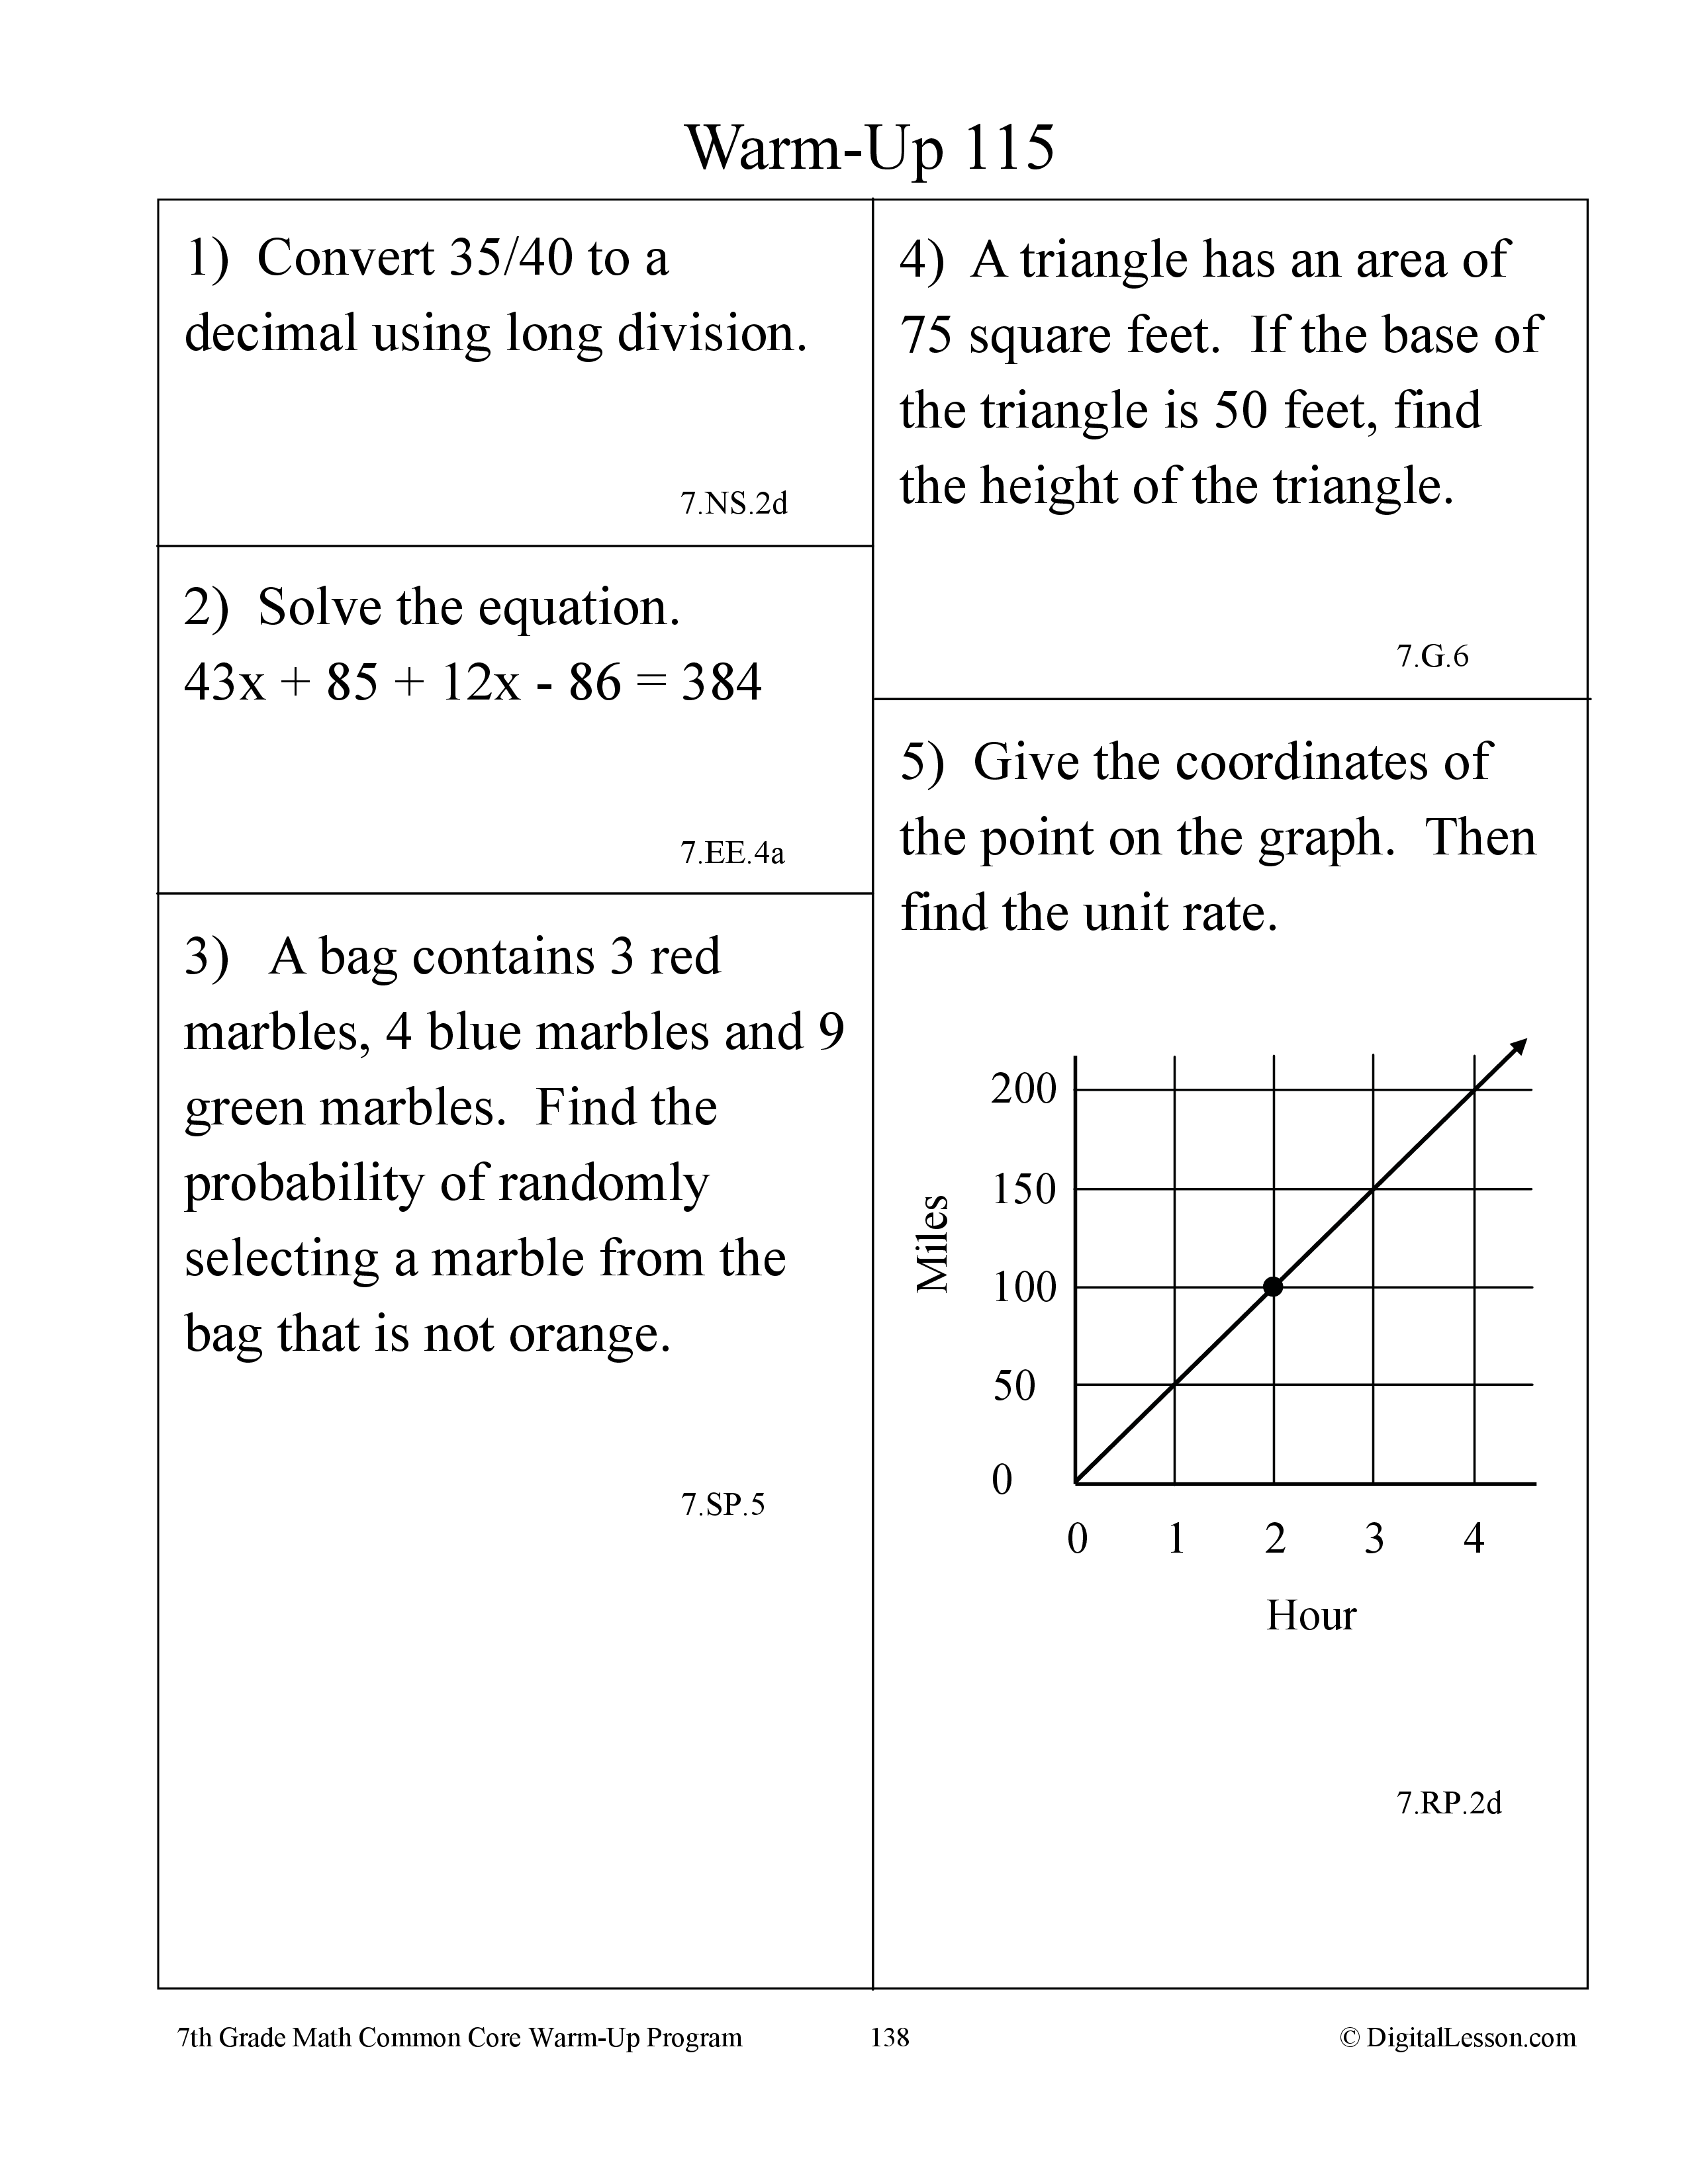 Warm-Up 115
1)  Convert 35/40 to a
decimal using long division.
7.NS.2d
2)  Solve the equation.
43x + 85 + 12x - 86 = 384
7.EE.4a
3)   A bag contains 3 red
marbles, 4 blue marbles and 9
green marbles.  Find the
probability of randomly
selecting a marble from the
bag that is not orange.
7.SP.5
4)  A triangle has an area of
75 square feet.  If the base of
the triangle is 50 feet, find
the height of the triangle.
7.G.6
5)  Give the coordinates of
the point on the graph.  Then
find the unit rate.
200
150
100
50
0
Miles
0 1 2 3 4
Hour
7.RP.2d
7th Grade Math Common Core Warm-Up Program 138 © DigitalLesson.com